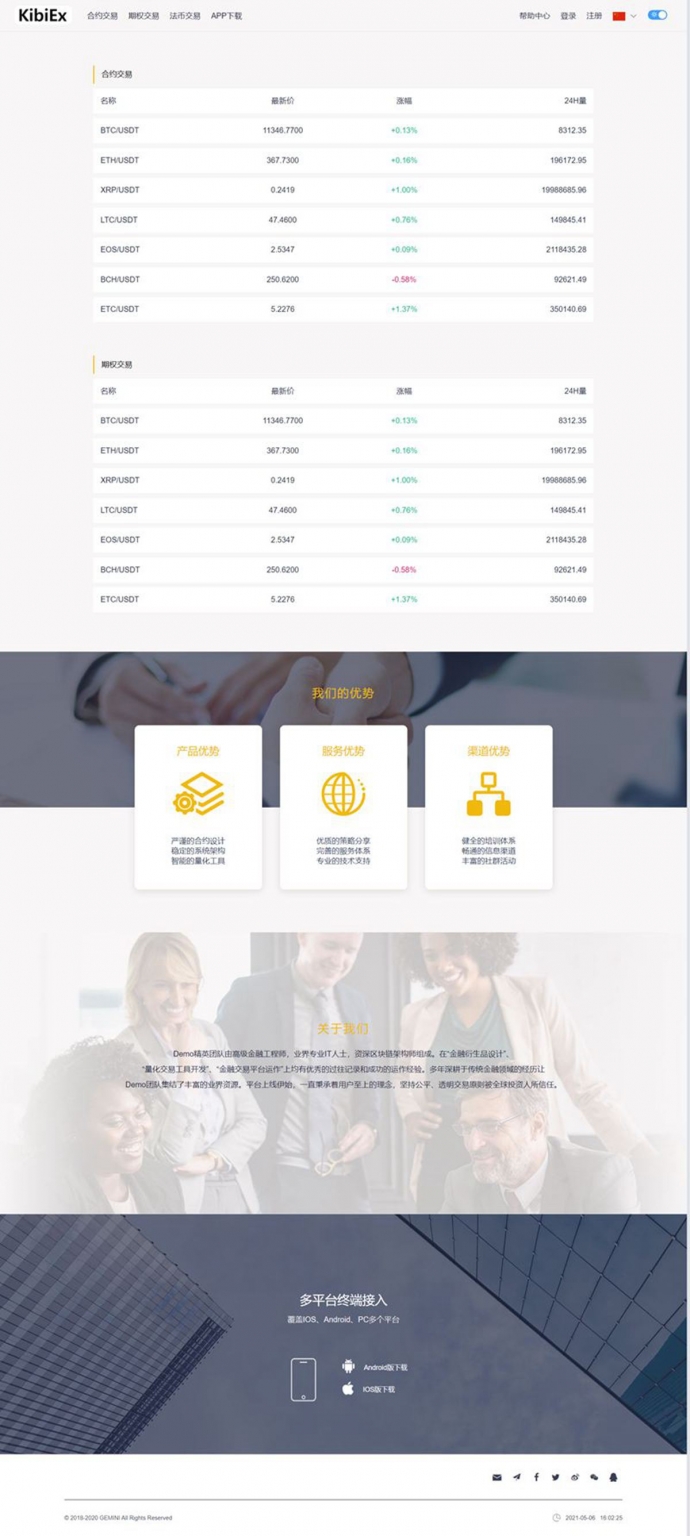 KibiEx 合约交易 期权交易 法币交易 APP下载 帮助中心 登录 注册
合约交易
名称 最新价 涨幅 24H量
BTC/USDT 11346.7700 +0.13% 8312.35
ETH/USDT 367.7300 +0.16% 196172.95
XRP/USDT 0.2419 +1.00% 19988685.96
LTC/USDT 47.4600 +0.76% 149845.41
EOS/USDT 2.5347 +0.09% 2118435.28
BCH/USDT 250.6200 -0.58% 92621.49
ETC/USDT 5.2276 +1.37% 350140.69
期权交易
名称 最新价 涨幅 24H量
BTC/USDT 11346.7700 +0.13% 8312.35
ETH/USDT 367.7300 +0.16% 196172.95
XRP/USDT 0.2419 +1.00% 19988685.96
LTC/USDT 47.4600 +0.76% 149845.41
EOS/USDT 2.5347 +0.09% 2118435.28
BCH/USDT 250.6200 -0.58% 92621.49
ETC/USDT 5.2276 +1.37% 350140.69
我们的优势
产品优势
严谨的合约设计
稳定的系统架构
智能的量化工具
服务优势
优质的策略分享
完善的服务体系
专业的技术支持
渠道优势
健全的培训体系
畅通的信息渠道
丰富的社群活动
关于我们
Demo精英团队由高级金融工程师、业界专业IT人士、资深区块链架构师组成。在“金融衍生品设计”、
“量化交易工具开发”、“金融交易平台运作”上均有优秀的过往记录和成功的运作经验。多年深耕于传统金融领域的经历让
Demo团队集结了丰富的业界资源。平台上线伊始，一直秉承着用户至上的理念，坚持公平、透明交易原则被全球投资人所信任。
多平台终端接入
覆盖IOS、Android、PC多个平台
Android版下载
IOS版下载
© 2019-2020 GEMINI All Rights Reserved 2021-05-06 16:02:25